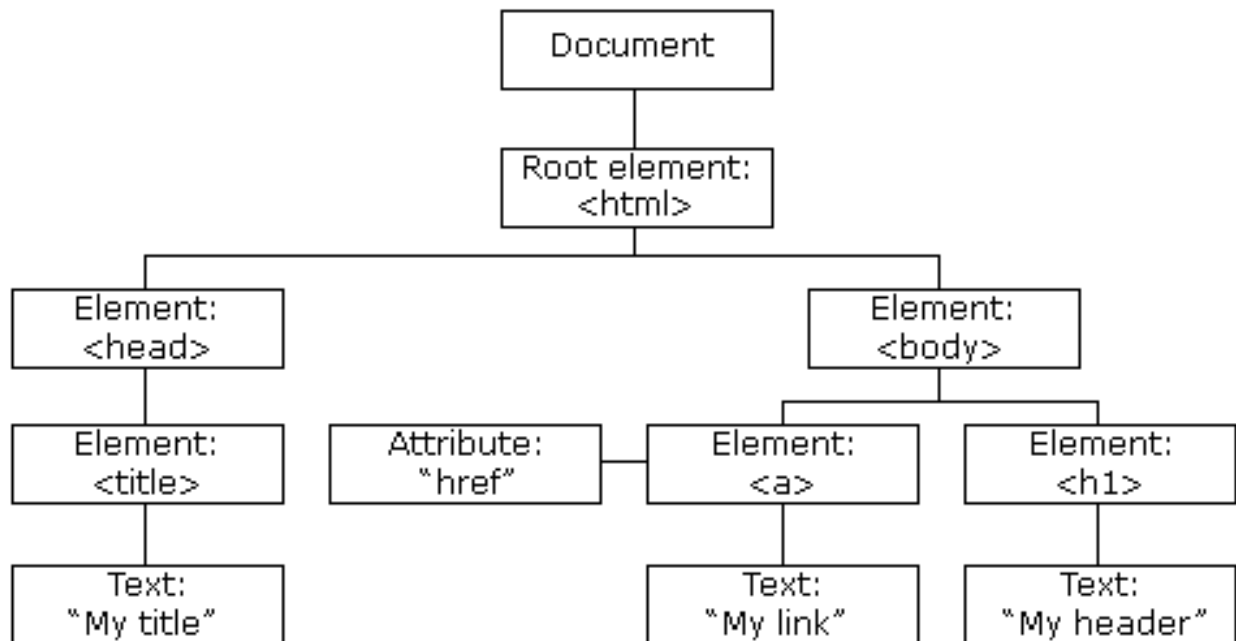 Document
Root element:
<html>
Element:
<head>
Element:
<body>
Element:
<title>
Attribute:
“href”
Element:
<a>
Element:
<h1>
Text:
“My title”
Text:
“My link”
Text:
“My header”